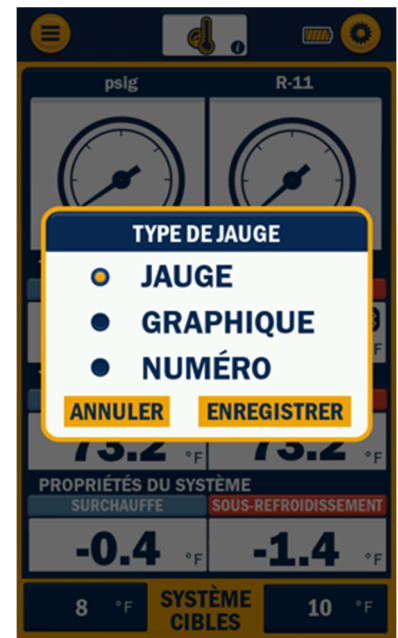 psig R-11
TYPE DE JAUGE
JAUGE
GRAPHIQUE
NUMÉRO
ANNULER ENREGISTRER
73.2 °F 73.2 °F
PROPRIÉTÉS DU SYSTÈME
SURCHAUFFE SOUS-REFROIDISSEMENT
-0.4 °F -1.4 °F
8 °F SYSTÈME CIBLES 10 °F